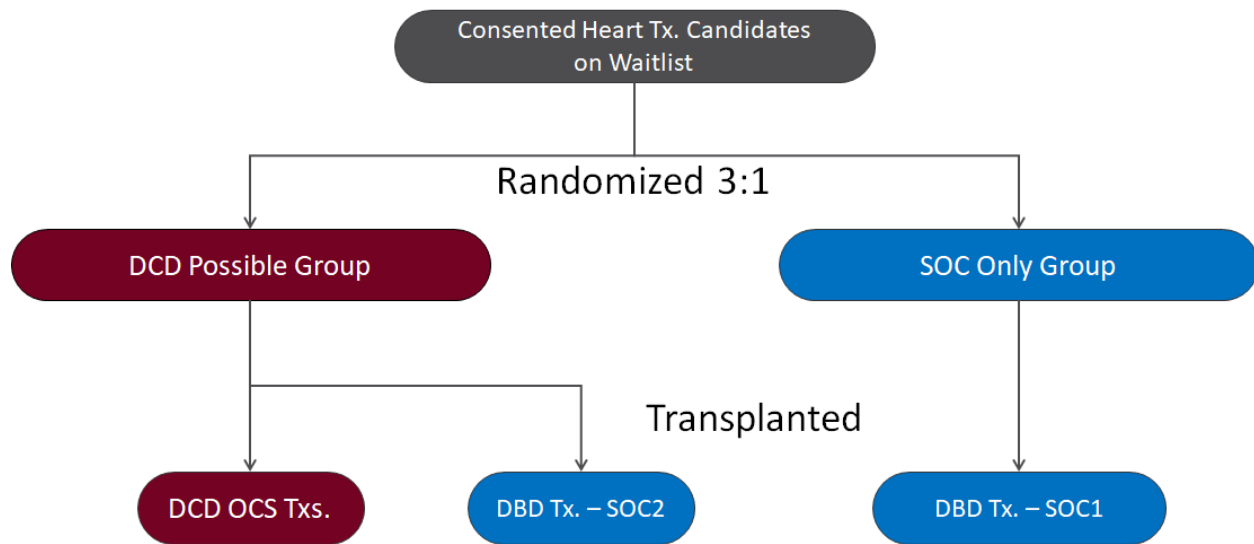 Consented Heart Tx. Candidates
on Waitlist
Randomized 3:1
DCD Possible Group
SOC Only Group
Transplanted
DCD OCS Txs.
DBD Tx. – SOC2
DBD Tx. – SOC1